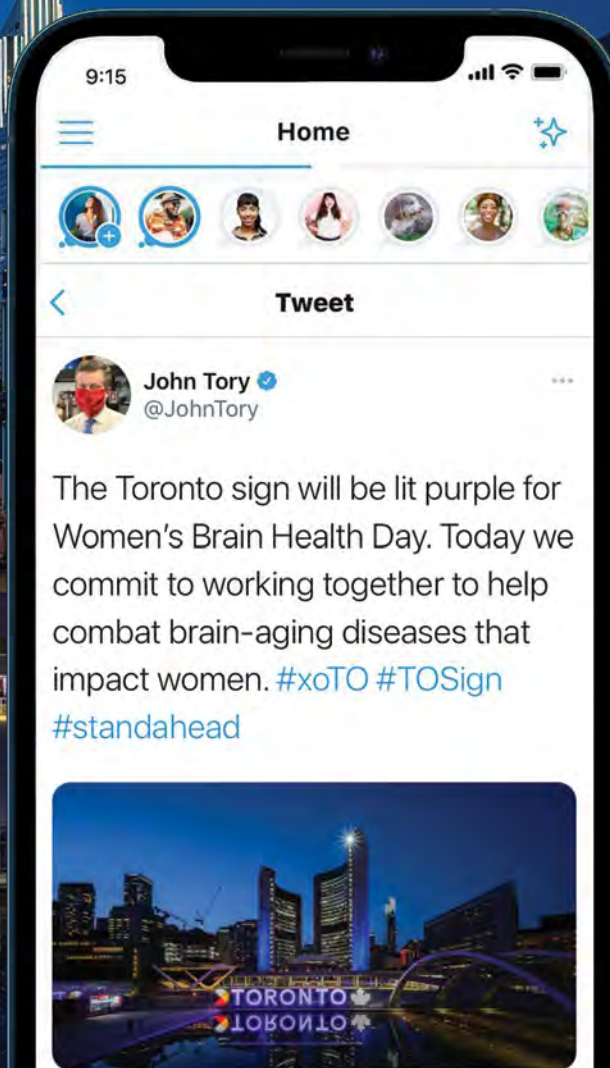 9:15
Home
Tweet
John Tory
@JohnTory
The Toronto sign will be lit purple for
Women's Brain Health Day. Today we
commit to working together to help
combat brain-aging diseases that
impact women. #xoTO #TOSign
#standahead
TORONTO